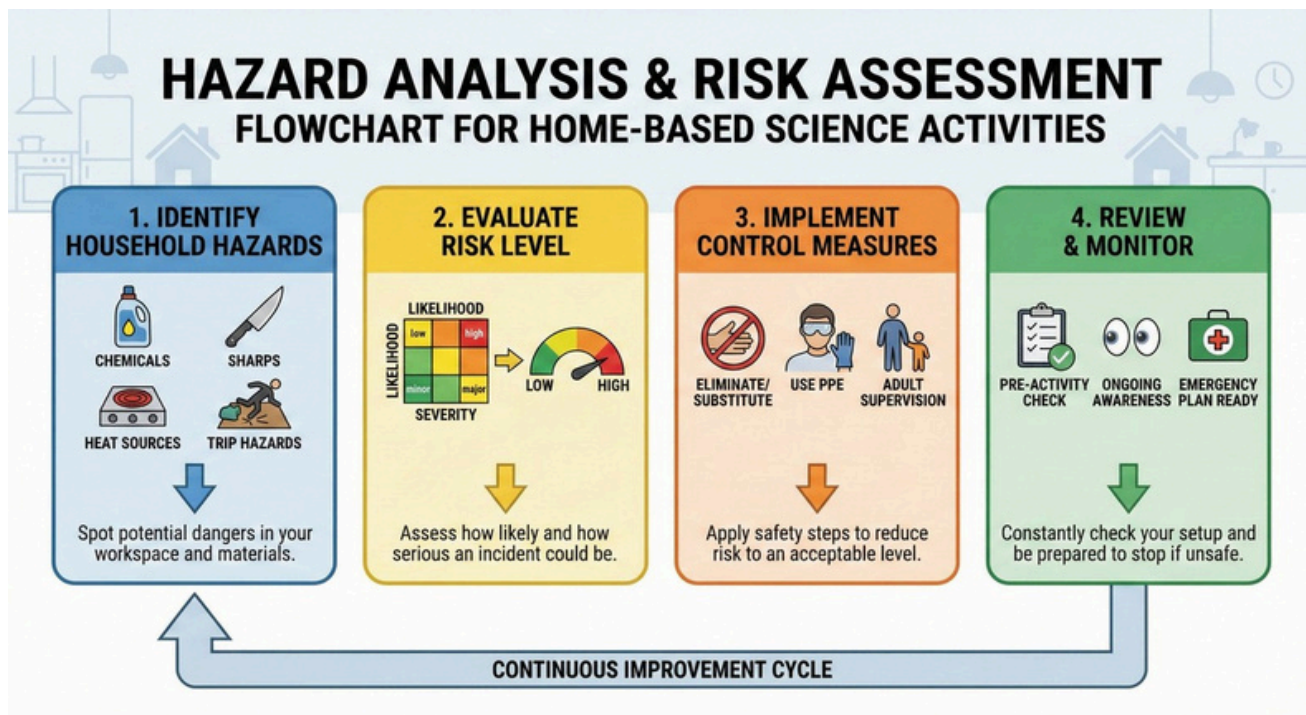 HAZARD ANALYSIS & RISK ASSESSMENT
FLOWCHART FOR HOME-BASED SCIENCE ACTIVITIES
1. IDENTIFY
HOUSEHOLD HAZARDS
CHEMICALS
SHARPS
HEAT SOURCES
TRIP HAZARDS
Spot potential dangers in your
workspace and materials.
2. EVALUATE
RISK LEVEL
LIKELIHOOD
LIKELIHOOD
low
high
minor
major
SEVERITY
LOW
HIGH
Assess how likely and how
serious an incident could be.
3. IMPLEMENT
CONTROL MEASURES
ELIMINATE/
SUBSTITUTE
USE PPE
ADULT
SUPERVISION
Apply safety steps to reduce
risk to an acceptable level.
4. REVIEW
& MONITOR
PRE-ACTIVITY
CHECK
ONGOING
AWARENESS
EMERGENCY
PLAN READY
Constantly check your setup and
be prepared to stop if unsafe.
CONTINUOUS IMPROVEMENT CYCLE